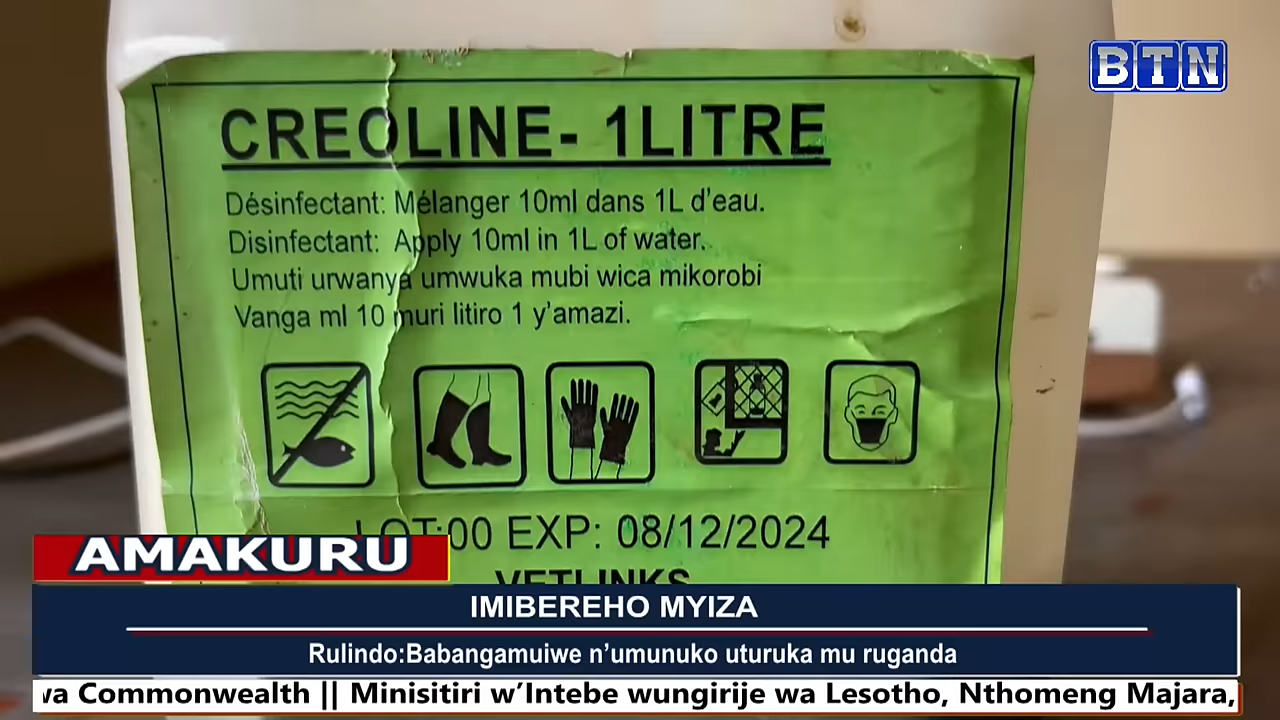 BTN
CREOLINE- 1LITRE
Désinfectant: Mélanger 10ml dans 1L d'eau.
Disinfectant: Apply 10ml in 1L of water.
Umuti urwanya umwuka mubi wica mikorobi
Vanga ml 10 muri litiro 1 y'amazi.
LOT:00 EXP: 08/12/2024
VETLINKS
AMAKURU
IMIBEREHO MYIZA
Rulindo:Babangamuiwe n'umunuko uturuka mu ruganda
Commonwealth || Minisitiri w'Intebe wungirije wa Lesotho, Nthomeng Majara,